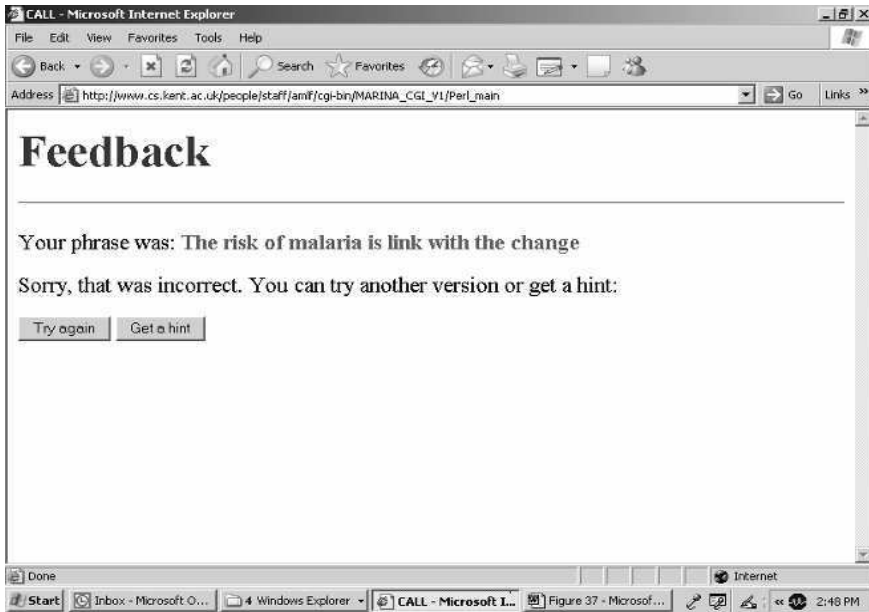 CALL - Microsoft Internet Explorer
File Edit View Favorites Tools Help
Back Search Favorites
Address http://www.cs.kent.ac.uk/people/staff/amf/cgi-bin/MARINA_CGI_V1/Perl_main Go Links »
Feedback
Your phrase was: The risk of malaria is link with the change
Sorry, that was incorrect. You can try another version or get a hint:
Try again Get a hint
Done Internet
Start Inbox - Microsoft O... 4 Windows Explorer CALL - Microsoft I... Figure 37 - Microsof... « 2:48 PM